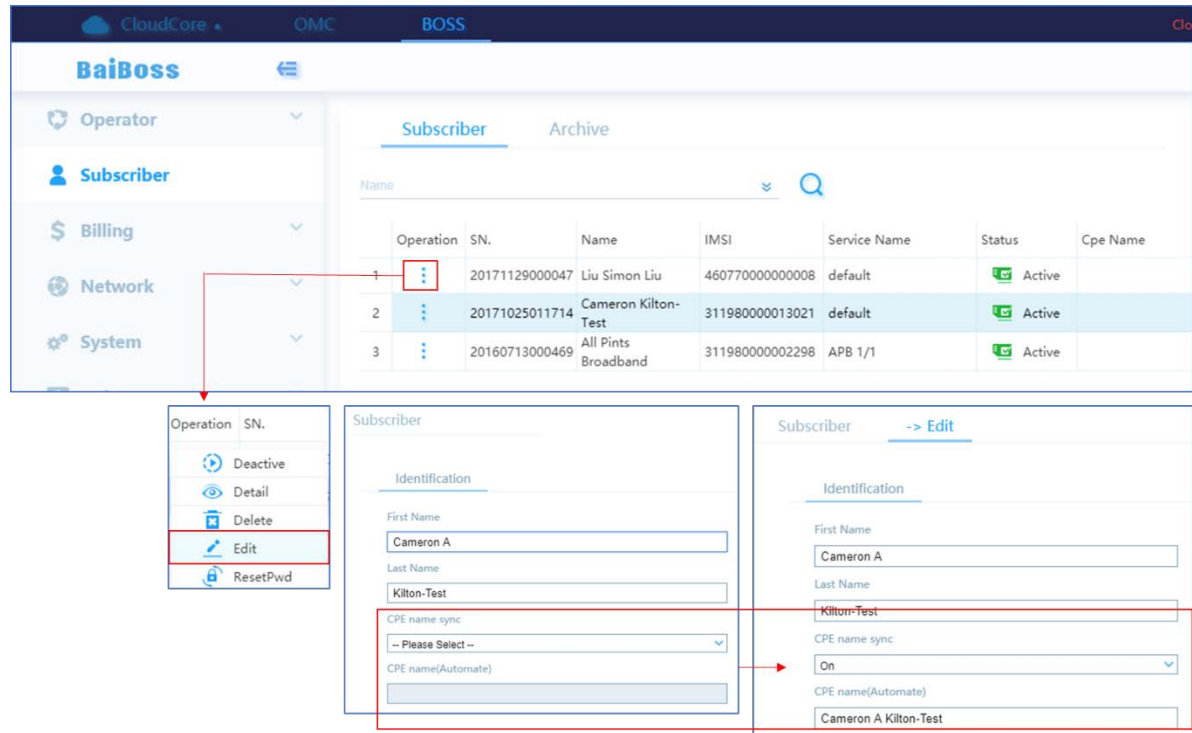 CloudCore OMC BOSS Clo
BaiBoss
Operator
Subscriber
Billing
Network
System
Subscriber Archive
Name
Operation SN. Name IMSI Service Name Status Cpe Name
1 20171129000047 Liu Simon Liu 460770000000008 default Active
2 20171025011714 Cameron Kilton-Test 311980000013021 default Active
3 20160713000469 All Pints Broadband 311980000002298 APB 1/1 Active
Operation SN.
Deactive
Detail
Delete
Edit
ResetPwd
Subscriber
Identification
First Name
Cameron A
Last Name
Kilton-Test
CPE name sync
-- Please Select --
CPE name(Automate)
Subscriber -> Edit
Identification
First Name
Cameron A
Last Name
Kilton-Test
CPE name sync
On
CPE name(Automate)
Cameron A Kilton-Test